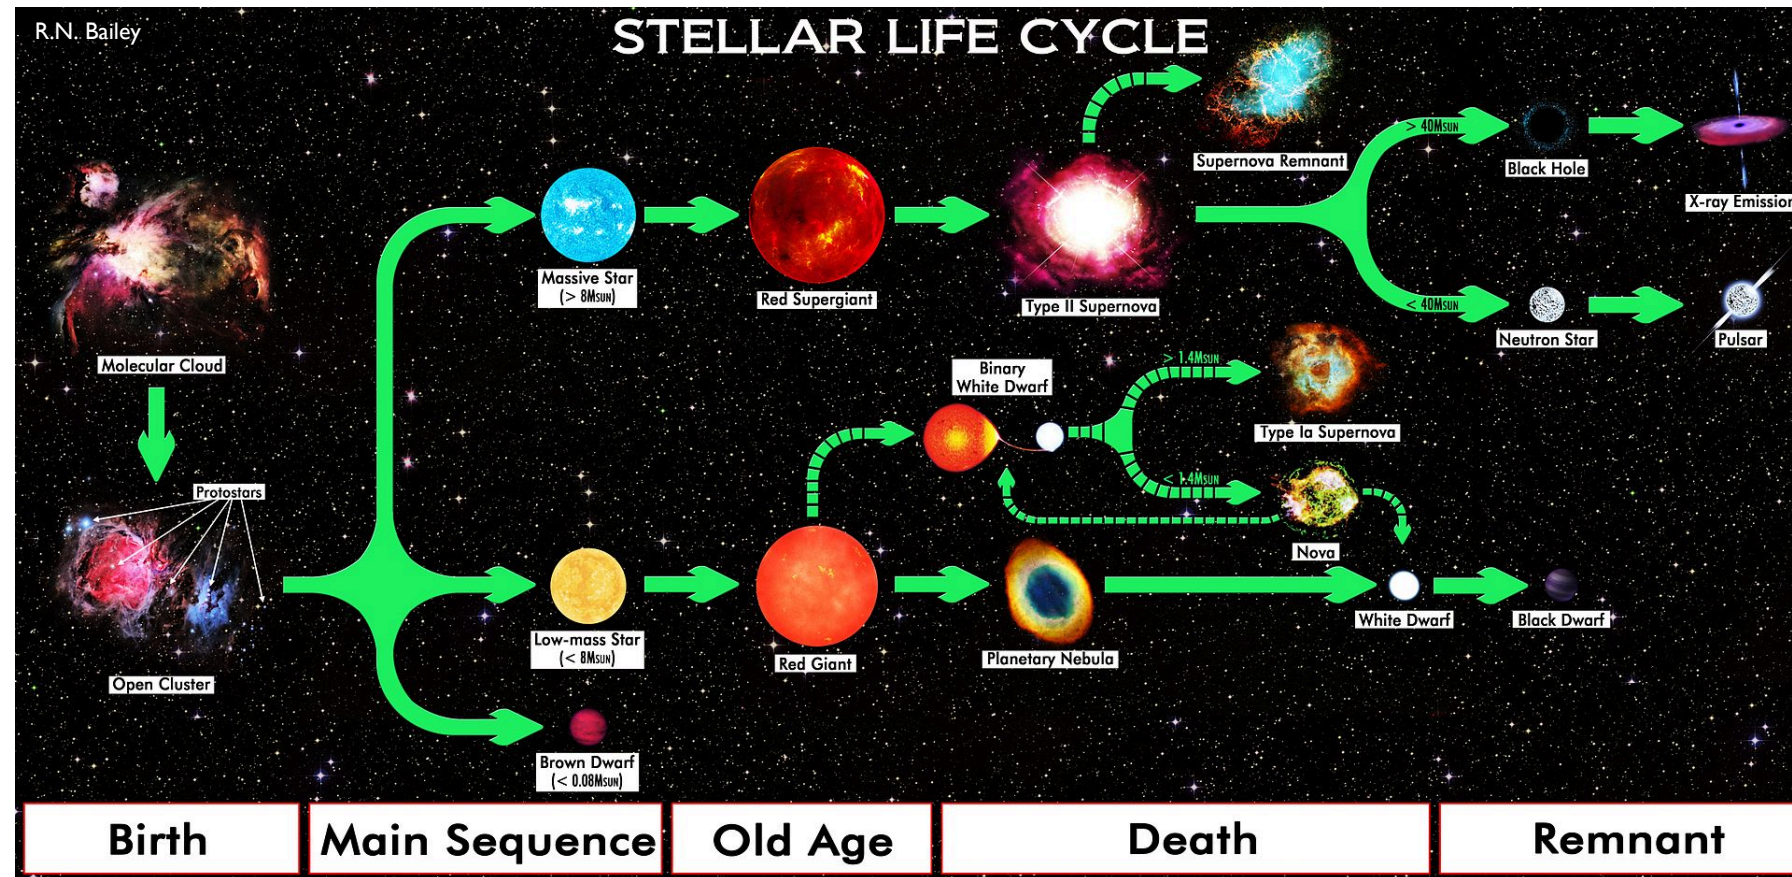 R.N. Bailey
STELLAR LIFE CYCLE
Supernova Remnant
> 40Msun
Black Hole
X-ray Emission
Massive Star
(> 8Msun)
Red Supergiant
Type II Supernova
< 40Msun
Neutron Star
Pulsar
Molecular Cloud
Binary
White Dwarf
> 1.4Msun
Type Ia Supernova
< 1.4Msun
Protostars
Nova
Open Cluster
Low-mass Star
(< 8Msun)
Red Giant
Planetary Nebula
White Dwarf
Black Dwarf
Brown Dwarf
(< 0.08Msun)
Birth
Main Sequence
Old Age
Death
Remnant